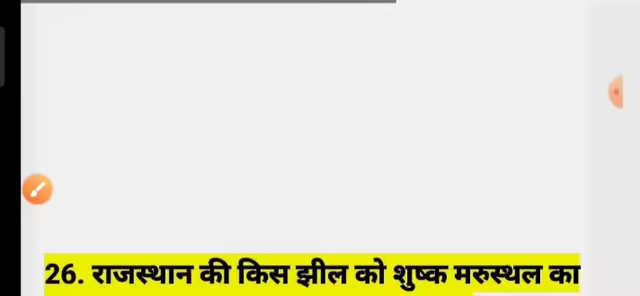 26. राजस्थान की किस झील को शुष्क मरुस्थल का